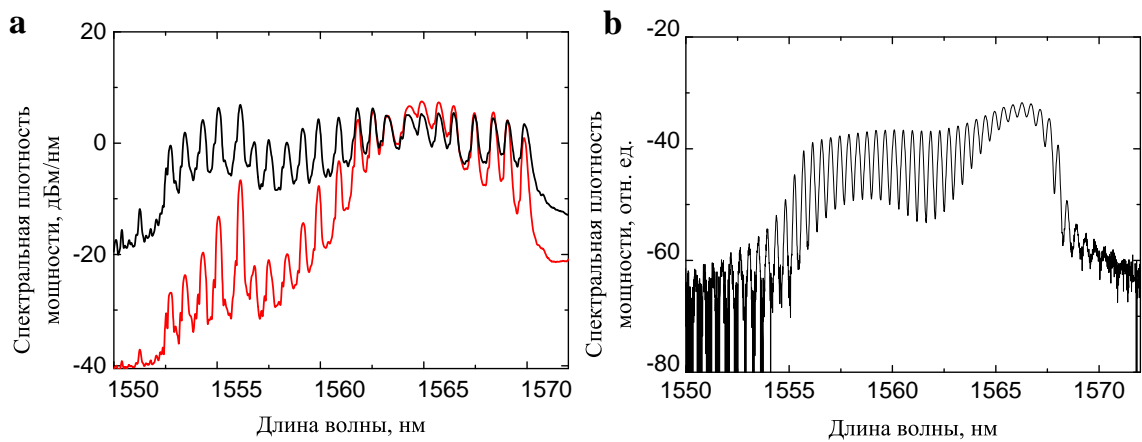 a
Спектральная плотность
мощности, дБм/нм
20
0
-20
-40
1550
1555
1560
1565
1570
Длина волны, нм
b
Спектральная плотность
мощности, отн. ед.
-20
-40
-60
-80
1550
1555
1560
1565
1570
Длина волны, нм